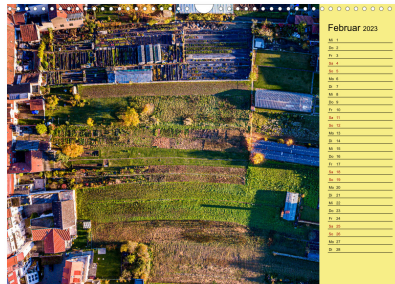 Februar 2023
Mi 1
Do 2
Fr 3
Sa 4
So 5
Mo 6
Di 7
Mi 8
Do 9
Fr 10
Sa 11
So 12
Mo 13
Di 14
Mi 15
Do 16
Fr 17
Sa 18
So 19
Mo 20
Di 21
Mi 22
Do 23
Fr 24
Sa 25
So 26
Mo 27
Di 28